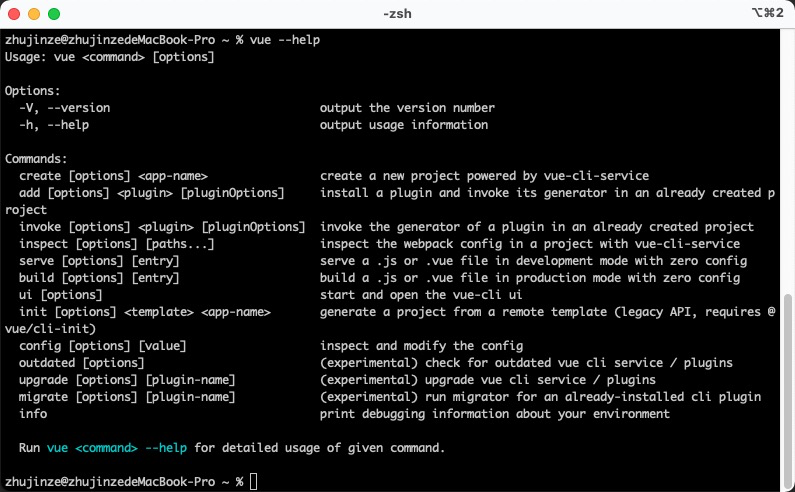 -zsh
⌥⌘2
zhujinze@zhujinzedeMacBook-Pro ~ % vue --help
Usage: vue <command> [options]
Options:
-V, --version output the version number
-h, --help output usage information
Commands:
create [options] <app-name> create a new project powered by vue-cli-service
add [options] <plugin> [pluginOptions] install a plugin and invoke its generator in an already created p
roject
invoke [options] <plugin> [pluginOptions] invoke the generator of a plugin in an already created project
inspect [options] [paths...] inspect the webpack config in a project with vue-cli-service
serve [options] [entry] serve a .js or .vue file in development mode with zero config
build [options] [entry] build a .js or .vue file in production mode with zero config
ui [options] start and open the vue-cli ui
init [options] <template> <app-name> generate a project from a remote template (legacy API, requires @
vue/cli-init)
config [options] [value] inspect and modify the config
outdated [options] (experimental) check for outdated vue cli service / plugins
upgrade [options] [plugin-name] (experimental) upgrade vue cli service / plugins
migrate [options] [plugin-name] (experimental) run migrator for an already-installed cli plugin
info print debugging information about your environment
Run vue <command> --help for detailed usage of given command.
zhujinze@zhujinzedeMacBook-Pro ~ %